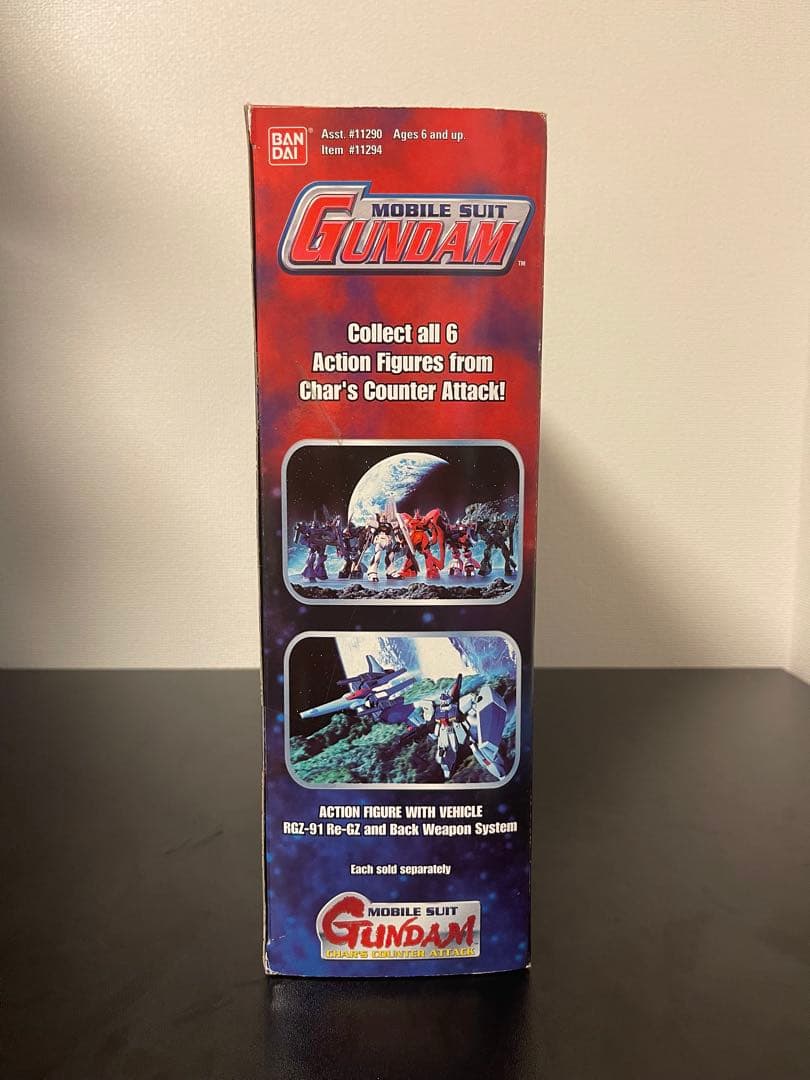 BAN
DAI
®
Asst. #11290 Ages 6 and up.
Item #11294
MOBILE SUIT
GUNDAM
™
Collect all 6
Action Figures from
Char's Counter Attack!
ACTION FIGURE WITH VEHICLE
RGZ-91 Re-GZ and Back Weapon System
Each sold separately
MOBILE SUIT
GUNDAM
CHAR'S COUNTER ATTACK